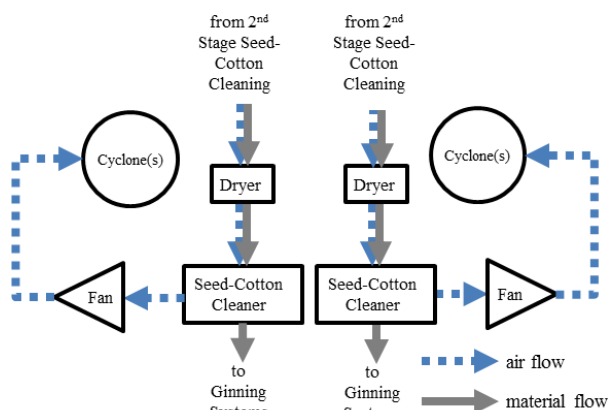 from 2nd
Stage Seed-
Cotton
Cleaning
from 2nd
Stage Seed-
Cotton
Cleaning
Cyclone(s)
Cyclone(s)
Dryer
Dryer
Fan
Seed-Cotton
Cleaner
Seed-Cotton
Cleaner
Fan
to
Ginning
to
Ginning
air flow
material flow